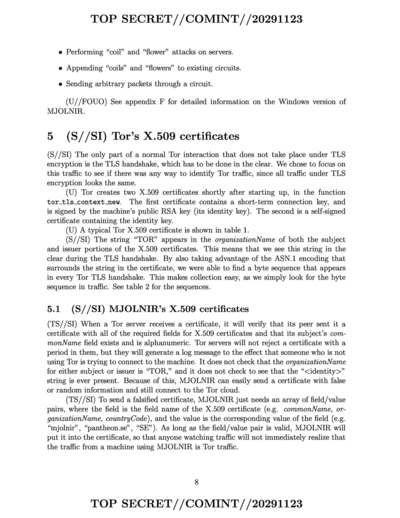 TOP SECRET//COMINT//20291123
• Performing “coil” and “flower” attacks on servers.
• Appending “coils” and “flowers” to existing circuits.
• Sending arbitrary packets through a circuit.
(U//FOUO) See appendix F for detailed information on the Windows version of
MJOLNIR.
5 (S//SI) Tor’s X.509 certificates
(S//SI) The only part of a normal Tor interaction that does not take place under TLS
encryption is the TLS handshake, which has to be done in the clear. We chose to focus on
this traffic to see if there was any way to identify Tor traffic, since all traffic under TLS
encryption looks the same.
(U) Tor creates two X.509 certificates shortly after starting up, in the function
tor_tls_context_new. The first certificate contains a short-term connection key, and
is signed by the machine’s public RSA key (its identity key). The second is a self-signed
certificate containing the identity key.
(U) A typical Tor X.509 certificate is shown in table 1.
(S//SI) The string “TOR” appears in the organizationName of both the subject
and issuer portions of the X.509 certificates. This means that we see this string in the
clear during the TLS handshake. By also taking advantage of the ASN.1 encoding that
surrounds the string in the certificate, we were able to find a byte sequence that appears
in every Tor TLS handshake. This makes collection easy, as we simply look for the byte
sequence in traffic. See table 2 for the sequences.
5.1 (S//SI) MJOLNIR’s X.509 certificates
(TS//SI) When a Tor server receives a certificate, it will verify that its peer sent it a
certificate with all of the required fields for X.509 certificates and that its subject’s com-
monName field exists and is alphanumeric. Tor servers will not reject a certificate with a
period in them, but they will generate a log message to the effect that someone who is not
using Tor is trying to connect to the machine. It does not check that the organizationName
for either subject or issuer is “TOR,” and it does not check to see that the “<identity>”
string is ever present. Because of this, MJOLNIR can easily send a certificate with false
or random information and still connect to the Tor cloud.
(TS//SI) To send a falsified certificate, MJOLNIR just needs an array of field/value
pairs, where the field is the field name of the X.509 certificate (e.g. commonName, or-
ganizationName, countryCode), and the value is the corresponding value of the field (e.g.
“mjolnir”, “pantheon.se”, “SE”). As long as the field/value pair is valid, MJOLNIR will
put it into the certificate, so that anyone watching traffic will not immediately realize that
the traffic from a machine using MJOLNIR is Tor traffic.
8
TOP SECRET//COMINT//20291123